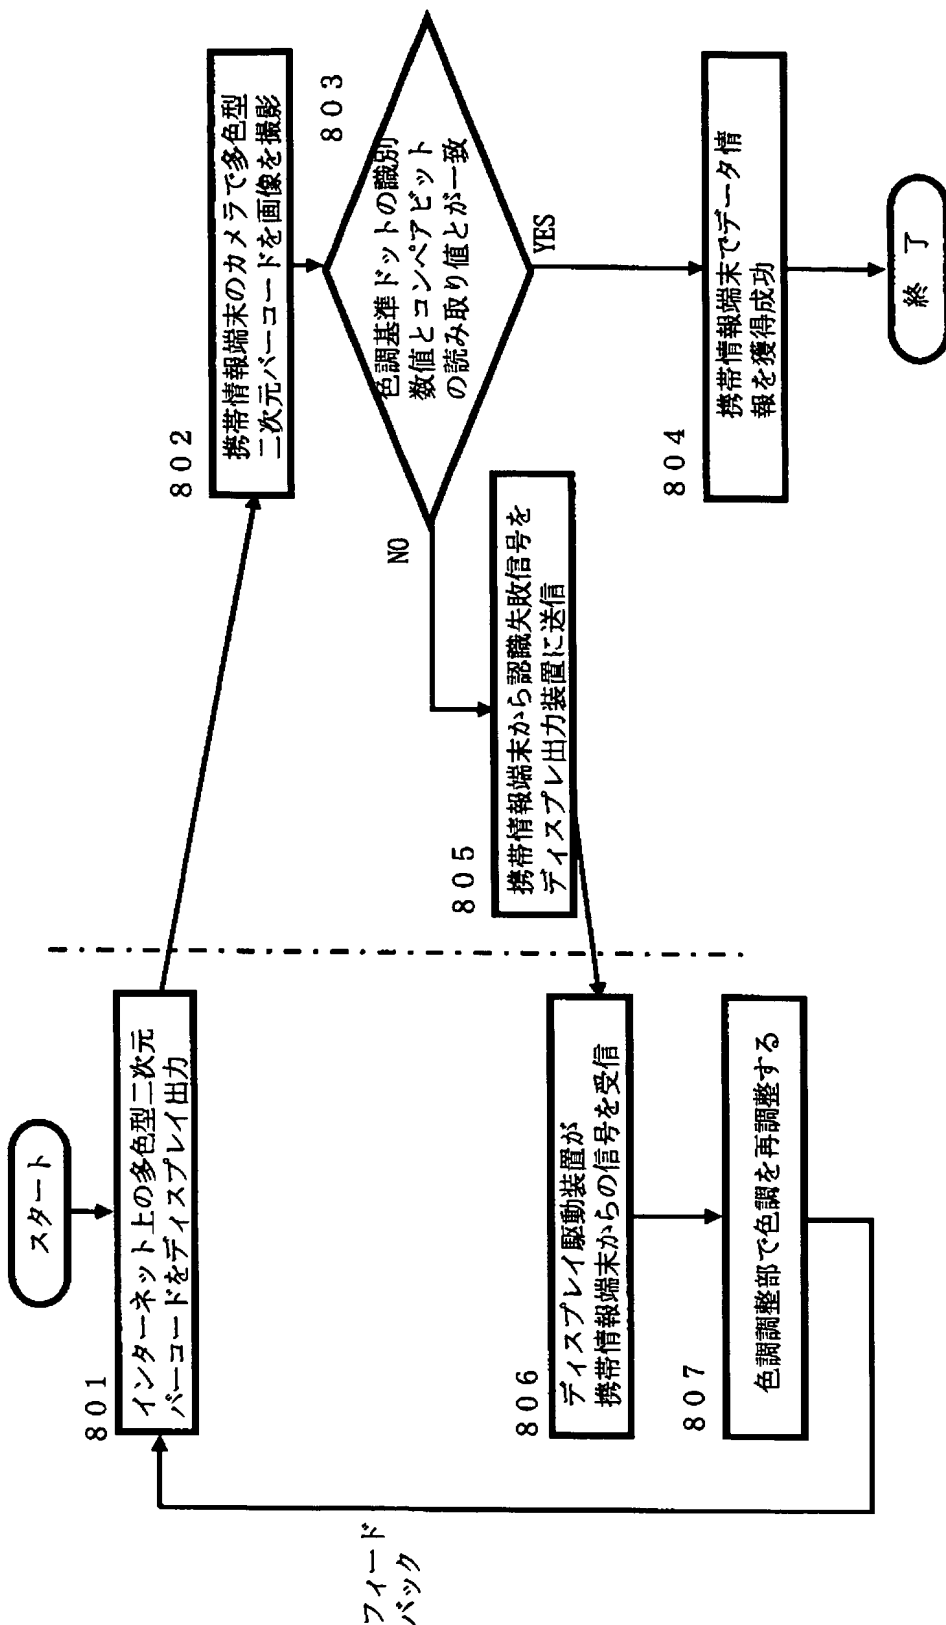 スタート
801
インターネット上の多色型二次元
バーコードをディスプレイ出力
802
携帯情報端末のカメラで多色型
二次元バーコードを画像を撮影
803
色調基準ドットの識別
数値とコンペアビット
の読み取り値とが一致
YES
NO
804
携帯情報端末でデータ情
報を獲得成功
終了
805
携帯情報端末から認識失敗信号を
ディスプレ出力装置に送信
806
ディスプレイ駆動装置が
携帯情報端末からの信号を受信
807
色調調整部で色調を再調整する
フィード
バック